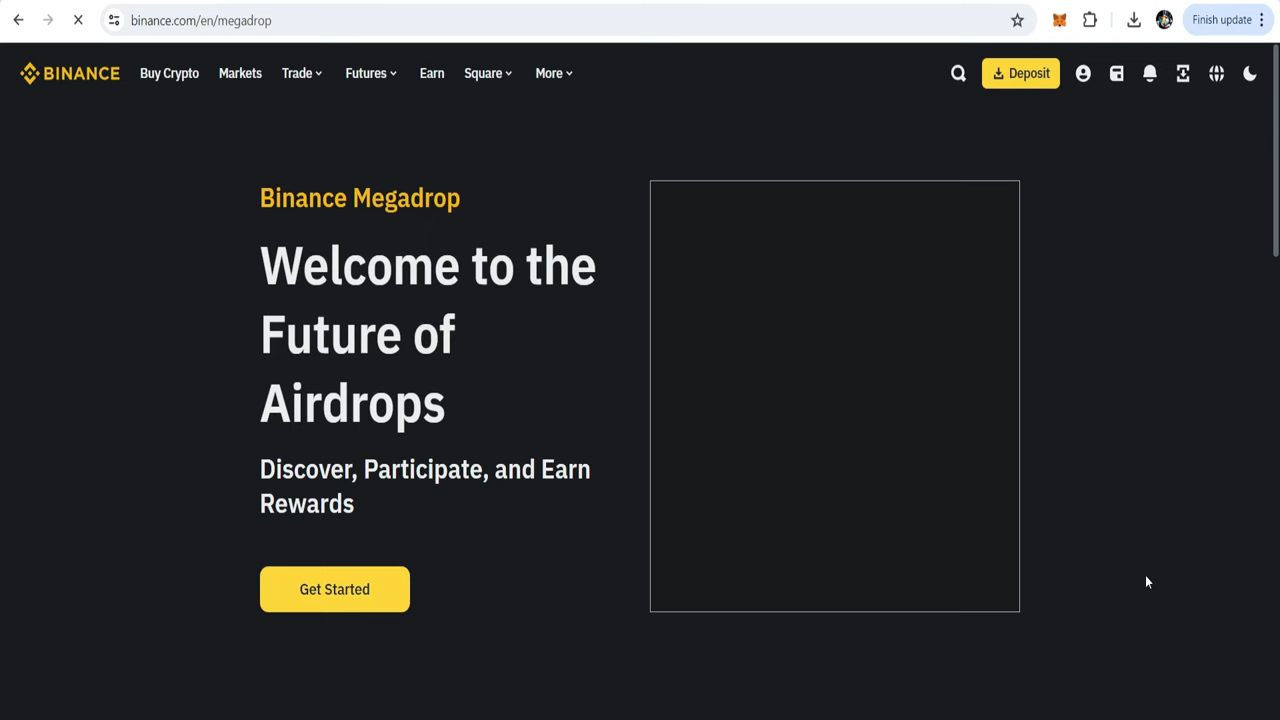 binance.com/en/megadrop
Finish update
BINANCE Buy Crypto Markets Trade Futures Earn Square More Deposit
Binance Megadrop
Welcome to the
Future of
Airdrops
Discover, Participate, and Earn
Rewards
Get Started